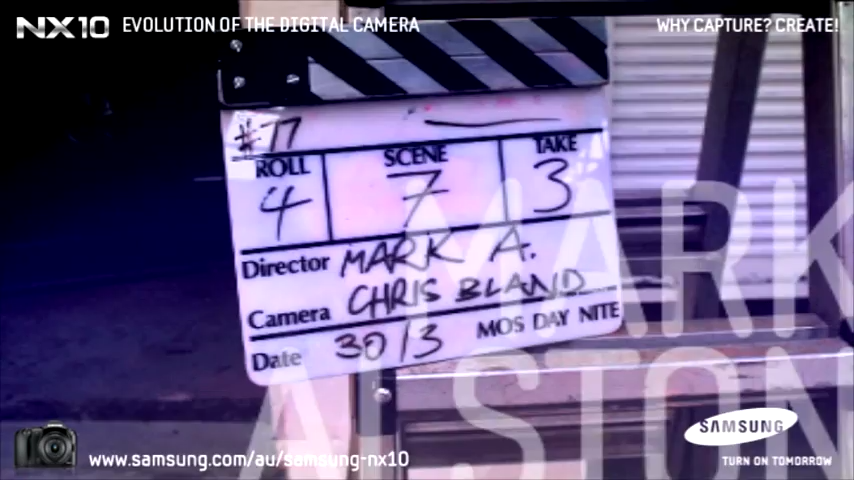 NX10 EVOLUTION OF THE DIGITAL CAMERA
WHY CAPTURE? CREATE!
#77
ROLL SCENE TAKE
4 7 3
Director MARK A.
Camera CHRIS BLAND
Date 30/3 MOS DAY NITE
MARK
ALSTON
www.samsung.com/au/samsung-nx10
SAMSUNG
TURN ON TOMORROW